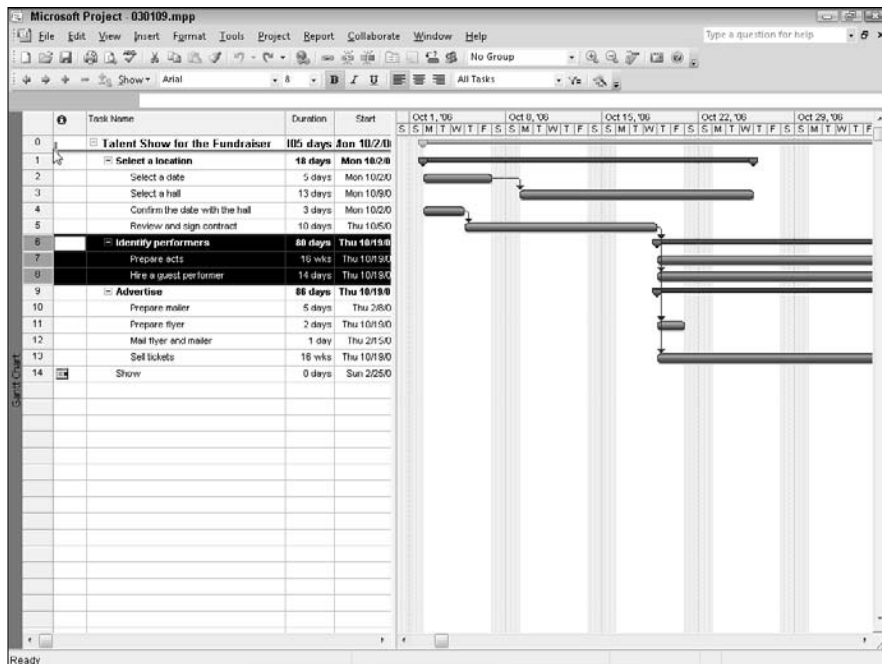 Microsoft Project - 030109.mpp
File Edit View Insert Format Tools Project Report Collaborate Window Help Type a question for help
No Group
Show Arial 8 B I U All Tasks
Task Name Duration Start Oct 1, '06 Oct 8, '06 Oct 15, '06 Oct 22, '06 Oct 29, '06
S S M T W T F S S M T W T F S S M T W T F S S M T W T F S S M T W T F
0 Talent Show for the Fundraiser 105 days Mon 10/2/0
1 Select a location 18 days Mon 10/2/0
2 Select a date 5 days Mon 10/2/0
3 Select a hall 13 days Mon 10/9/0
4 Confirm the date with the hall 3 days Mon 10/2/0
5 Review and sign contract 10 days Thu 10/5/0
6 Identify performers 80 days Thu 10/19/0
7 Prepare acts 16 wks Thu 10/19/0
8 Hire a guest performer 14 days Thu 10/19/0
9 Advertise 86 days Thu 10/19/0
10 Prepare mailer 5 days Thu 2/8/0
11 Prepare flyer 2 days Thu 10/19/0
12 Mail flyer and mailer 1 day Thu 2/15/0
13 Sell tickets 16 wks Thu 10/19/0
14 Show 0 days Sun 2/25/0
Gantt Chart
Ready